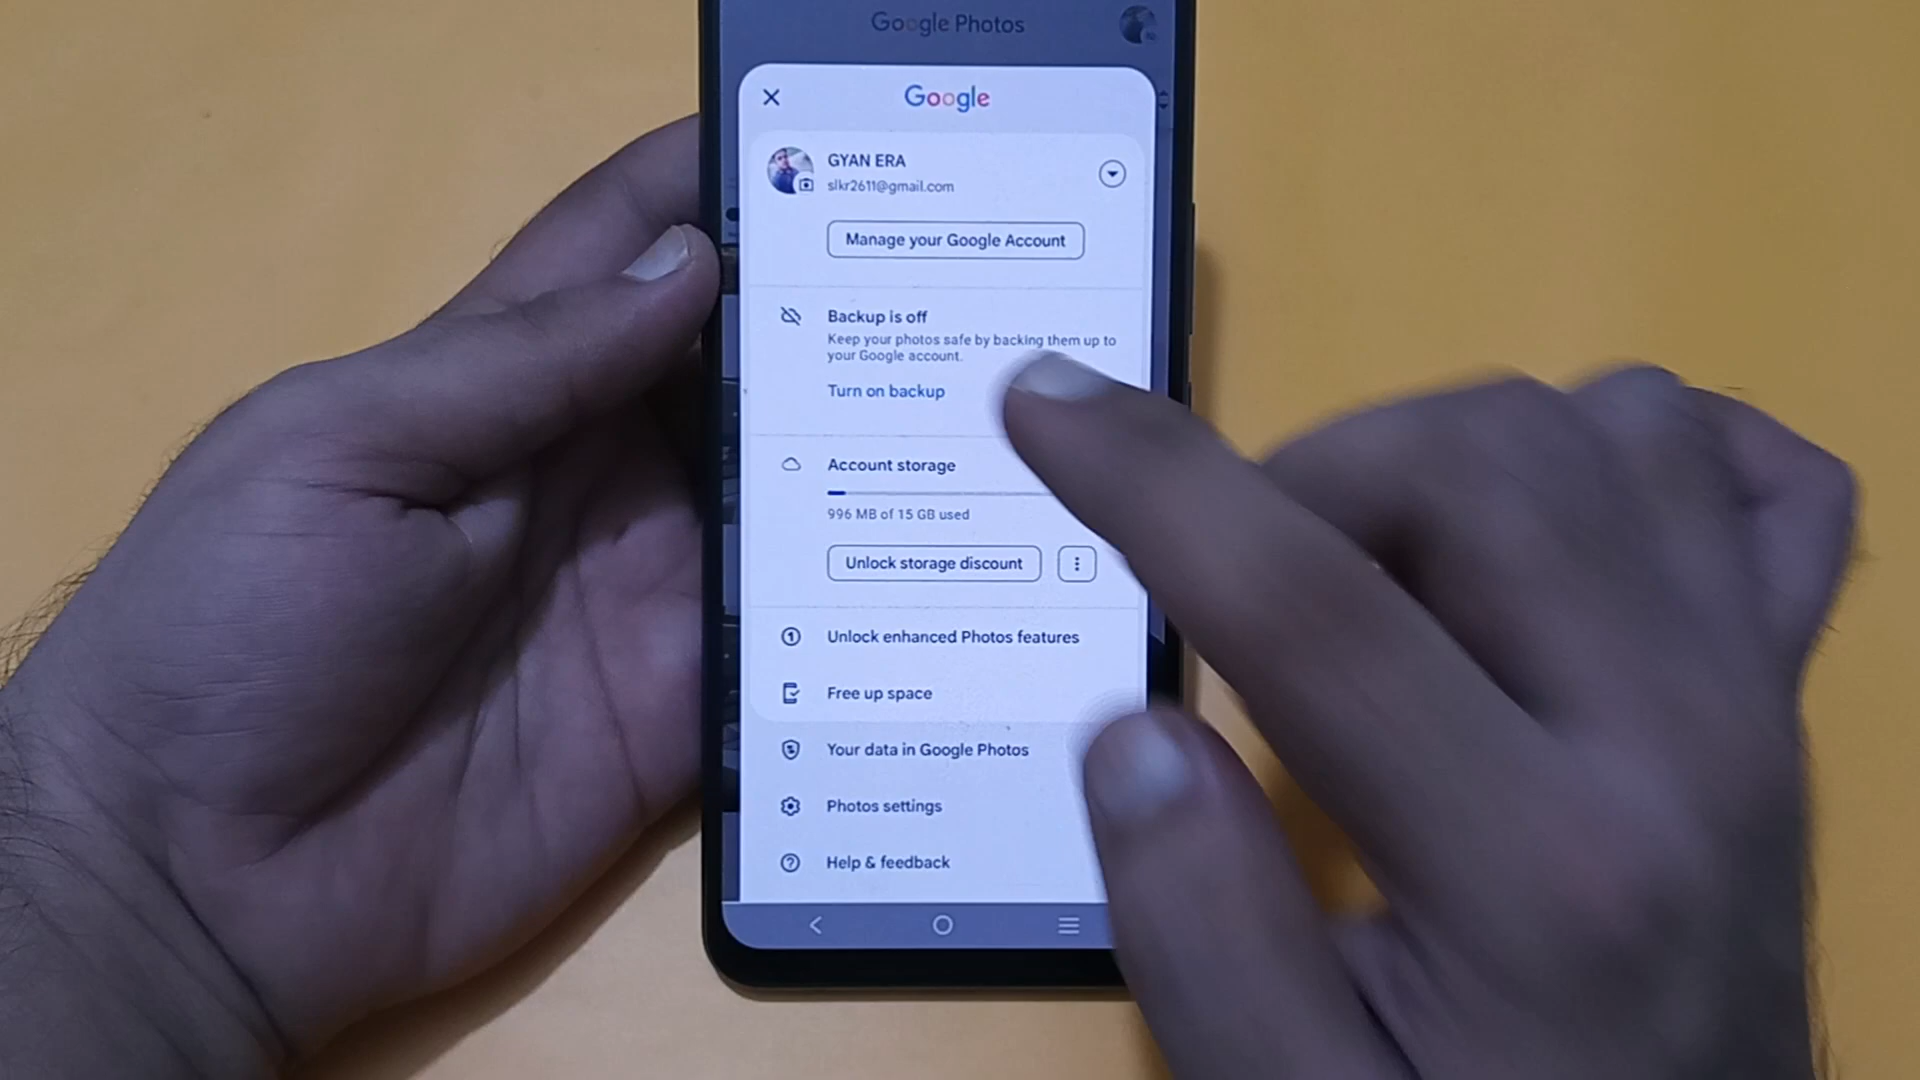 Google Photos
Google
GYAN ERA
slkr2611@gmail.com
Manage your Google Account
Backup is off
Keep your photos safe by backing them up to
your Google account.
Turn on backup
Account storage
996 MB of 15 GB used
Unlock storage discount
Unlock enhanced Photos features
Free up space
Your data in Google Photos
Photos settings
Help & feedback